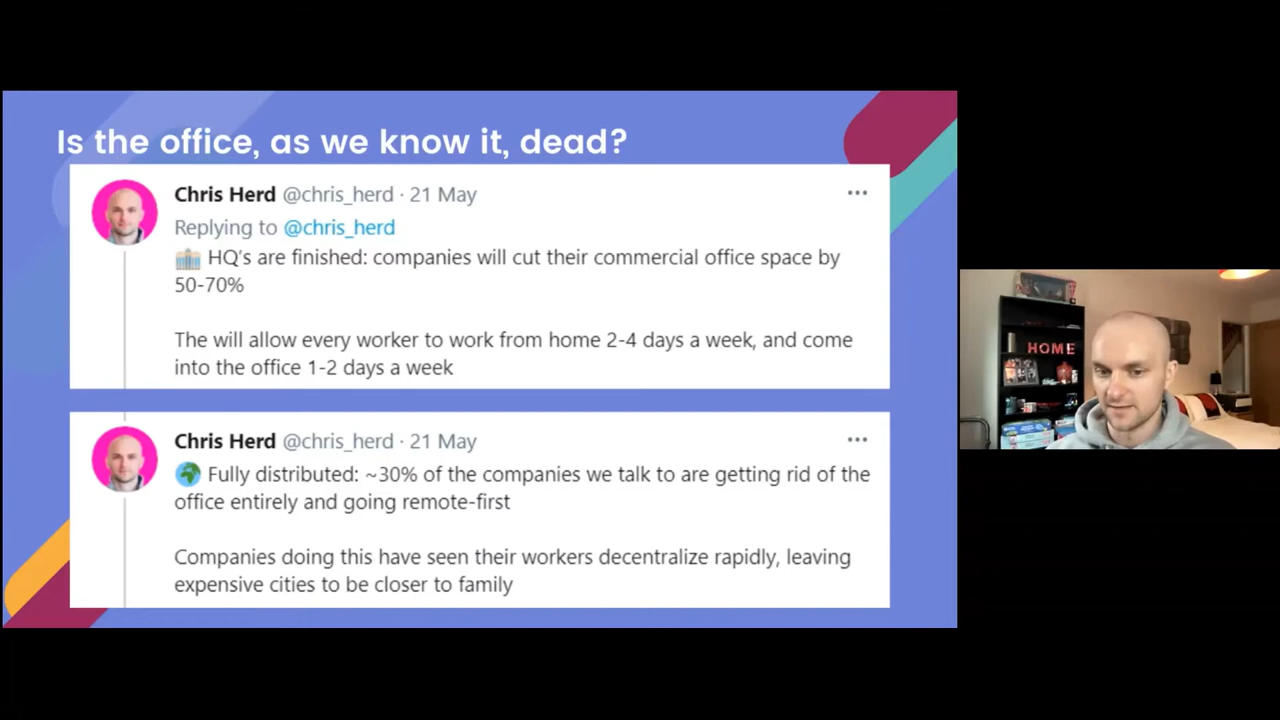 Is the office, as we know it, dead?
Chris Herd @chris_herd · 21 May
Replying to @chris_herd
HQ's are finished: companies will cut their commercial office space by
50-70%
The will allow every worker to work from home 2-4 days a week, and come
into the office 1-2 days a week
Chris Herd @chris_herd · 21 May
Fully distributed: ~30% of the companies we talk to are getting rid of the
office entirely and going remote-first
Companies doing this have seen their workers decentralize rapidly, leaving
expensive cities to be closer to family
HOME